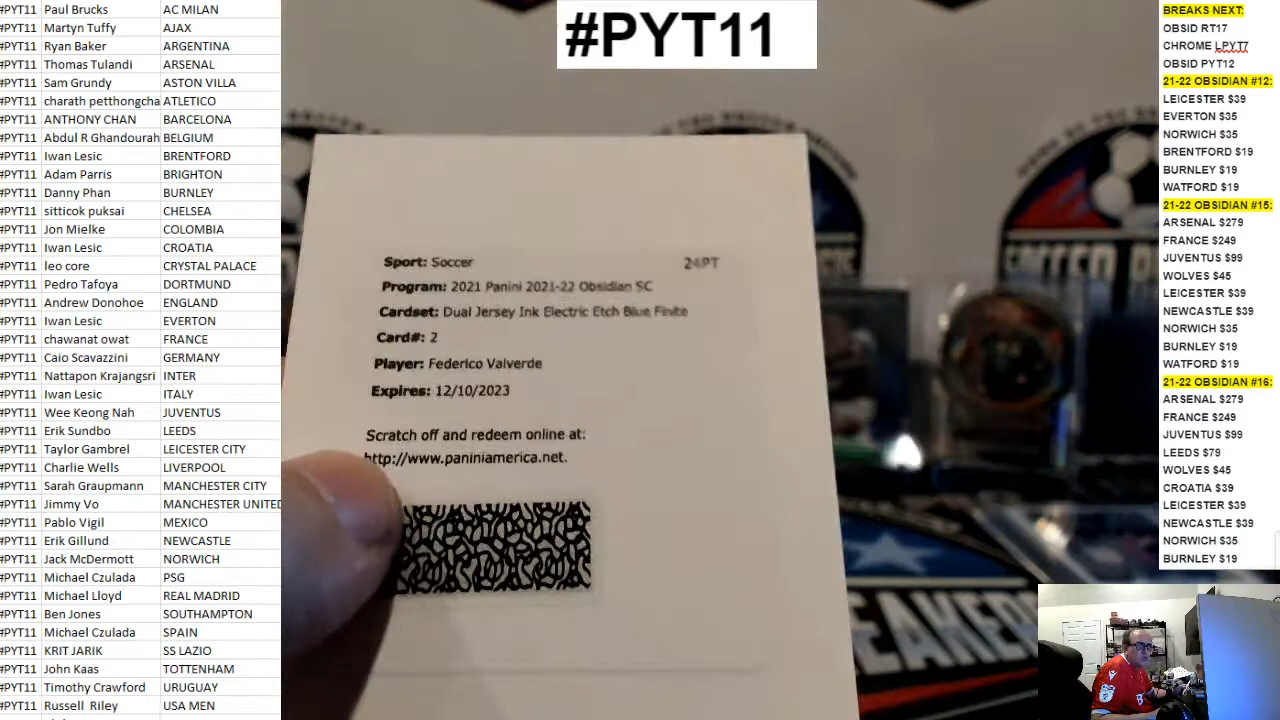 #PYT11
#PYT11 Paul Brucks AC MILAN
#PYT11 Martyn Tuffy AJAX
#PYT11 Ryan Baker ARGENTINA
#PYT11 Thomas Tulandi ARSENAL
#PYT11 Sam Grundy ASTON VILLA
#PYT11 charath petthongcha ATLETICO
#PYT11 ANTHONY CHAN BARCELONA
#PYT11 Abdul R Ghandourah BELGIUM
#PYT11 Iwan Lesic BRENTFORD
#PYT11 Adam Parris BRIGHTON
#PYT11 Danny Phan BURNLEY
#PYT11 sitticok puksai CHELSEA
#PYT11 Jon Mielke COLOMBIA
#PYT11 Iwan Lesic CROATIA
#PYT11 leo core CRYSTAL PALACE
#PYT11 Pedro Tafoya DORTMUND
#PYT11 Andrew Donohoe ENGLAND
#PYT11 Iwan Lesic EVERTON
#PYT11 chawanat owat FRANCE
#PYT11 Caio Scavazzini GERMANY
#PYT11 Nattapon Krajangsri INTER
#PYT11 Iwan Lesic ITALY
#PYT11 Wee Keong Nah JUVENTUS
#PYT11 Erik Sundbo LEEDS
#PYT11 Taylor Gambrel LEICESTER CITY
#PYT11 Charlie Wells LIVERPOOL
#PYT11 Sarah Graupmann MANCHESTER CITY
#PYT11 Jimmy Vo MANCHESTER UNITED
#PYT11 Pablo Vigil MEXICO
#PYT11 Erik Gillund NEWCASTLE
#PYT11 Jack McDermott NORWICH
#PYT11 Michael Czulada PSG
#PYT11 Michael Lloyd REAL MADRID
#PYT11 Ben Jones SOUTHAMPTON
#PYT11 Michael Czulada SPAIN
#PYT11 KRIT JARIK SS LAZIO
#PYT11 John Kaas TOTTENHAM
#PYT11 Timothy Crawford URUGUAY
#PYT11 Russell Riley USA MEN
Sport: Soccer 24PT
Program: 2021 Panini 2021-22 Obsidian SC
Cardset: Dual Jersey Ink Electric Etch Blue Finite
Card#: 2
Player: Federico Valverde
Expires: 12/10/2023
Scratch off and redeem online at:
http://www.paniniamerica.net.
BREAKS NEXT:
OBSID RT17
CHROME LPYT7
OBSID PYT12
21-22 OBSIDIAN #12:
LEICESTER $39
EVERTON $35
NORWICH $35
BRENTFORD $19
BURNLEY $19
WATFORD $19
21-22 OBSIDIAN #15:
ARSENAL $279
FRANCE $249
JUVENTUS $99
WOLVES $45
LEICESTER $39
NEWCASTLE $39
NORWICH $35
BURNLEY $19
WATFORD $19
21-22 OBSIDIAN #16:
ARSENAL $279
FRANCE $249
JUVENTUS $99
LEEDS $79
WOLVES $45
CROATIA $39
LEICESTER $39
NEWCASTLE $39
NORWICH $35
BURNLEY $19